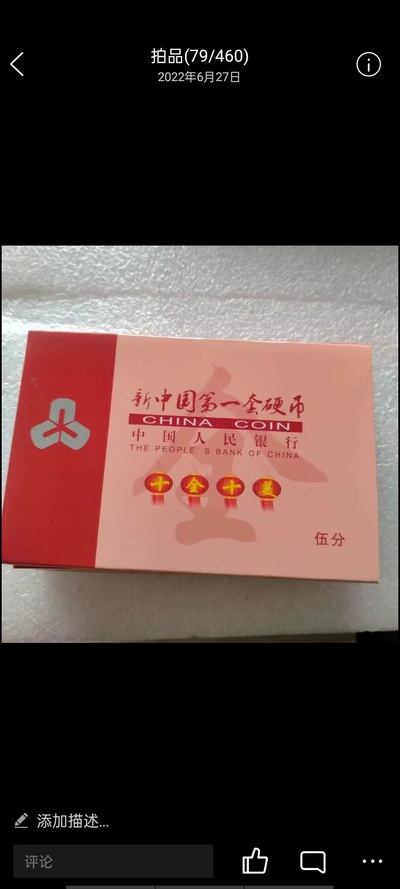 拍品(79/460)
2022年6月27日
新中国第一套硬币
CHINA COIN
中国人民银行
THE PEOPLE'S BANK OF CHINA
十全十美
伍分
添加描述...
评论